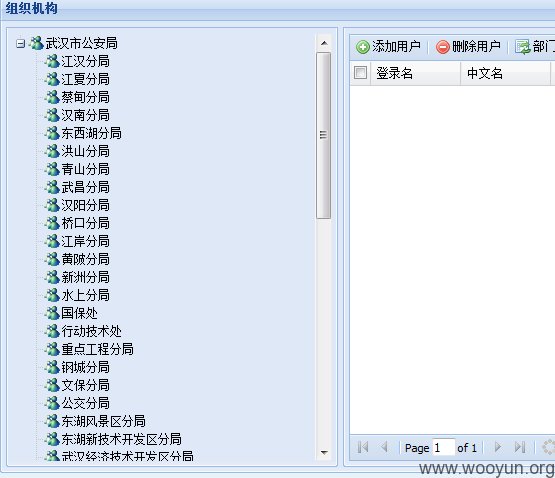 组织机构
武汉市公安局
江汉分局
江夏分局
蔡甸分局
汉南分局
东西湖分局
洪山分局
青山分局
武昌分局
汉阳分局
桥口分局
江岸分局
黄陂分局
新洲分局
水上分局
国保处
行动技术处
重点工程分局
钢城分局
文保分局
公交分局
东湖风景区分局
东湖新技术开发区分局
武汉经济技术开发区分局
添加用户 删除用户 部门
登录名 中文名
Page 1 of 1
www.wooyun.org